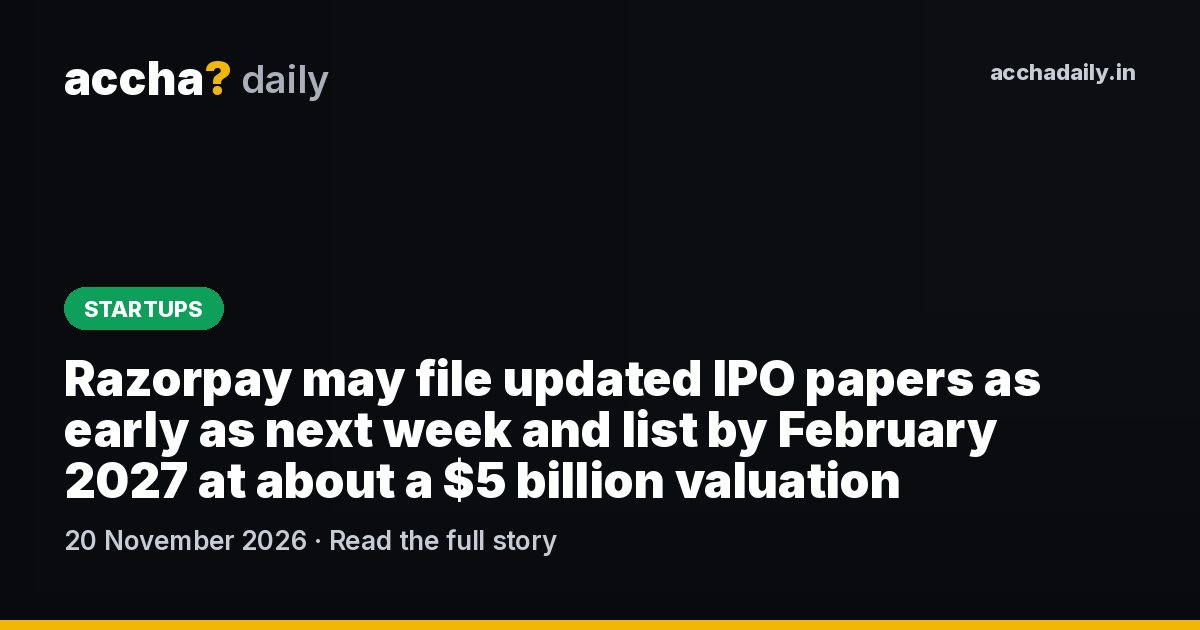 accha? daily
acchadaily.in
STARTUPS
Razorpay may file updated IPO papers as
early as next week and list by February
2027 at about a $5 billion valuation
20 November 2026 · Read the full story